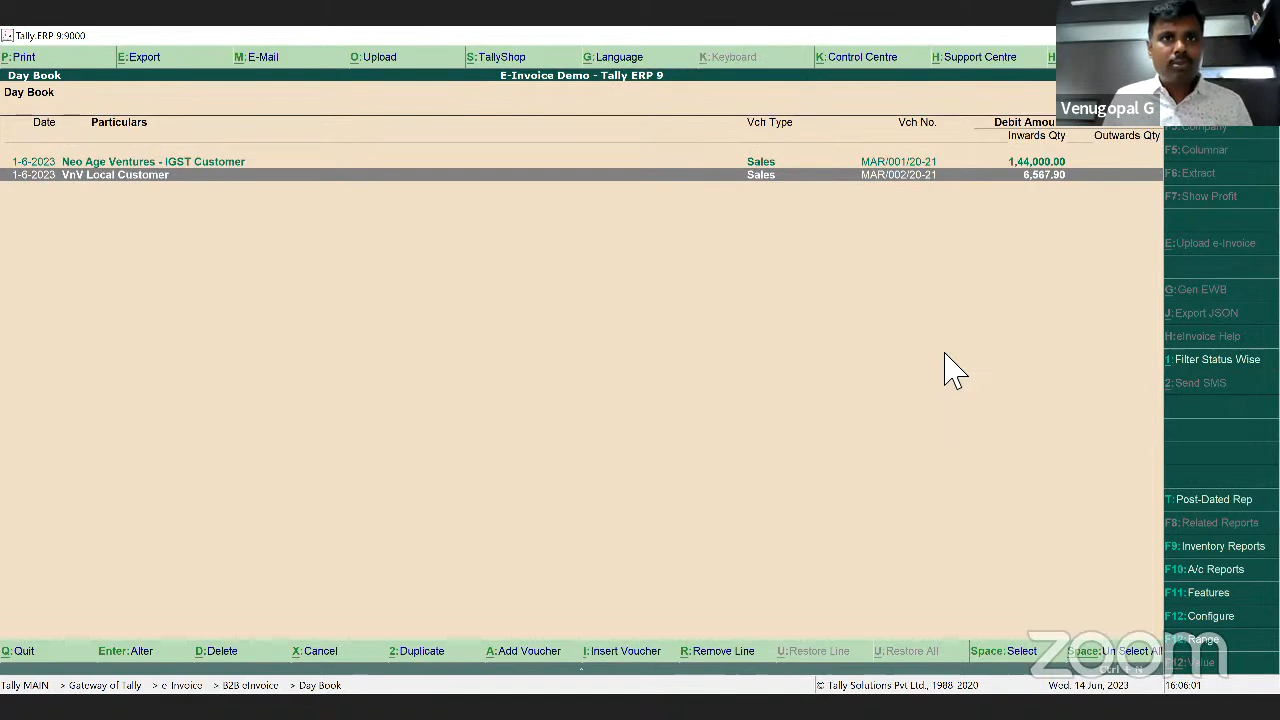 Tally.ERP 9:9000
P:Print E:Export M:E-Mail O:Upload S:TallyShop G:Language K:Keyboard K:Control Centre H:Support Centre H
Day Book E-Invoice Demo - Tally ERP 9
Day Book
Venugopal G
Date Particulars Vch Type Vch No. Debit Amou
Inwards Qty Outwards Qty
1-6-2023 Neo Age Ventures - IGST Customer Sales MAR/001/20-21 1,44,000.00
1-6-2023 VnV Local Customer Sales MAR/002/20-21 6,567.90
F3:Company
F5:Columnar
F6:Extract
F7:Show Profit
E:Upload e-Invoice
G:Gen EWB
J:Export JSON
H:eInvoice Help
1:Filter Status Wise
2:Send SMS
T:Post-Dated Rep
F8:Related Reports
F9:Inventory Reports
F10:A/c Reports
F11:Features
F12:Configure
F12:Range
F12:Value
zoom
Q:Quit Enter:Alter D:Delete X:Cancel 2:Duplicate A:Add Voucher I:Insert Voucher R:Remove Line U:Restore Line U:Restore All Space:Select Space:Un Select All
Ctrl + N
Tally MAIN --> Gateway of Tally --> e-Invoice --> B2B eInvoice --> Day Book © Tally Solutions Pvt Ltd., 1988-2020 Wed. 14 Jun, 2023 16:06:01